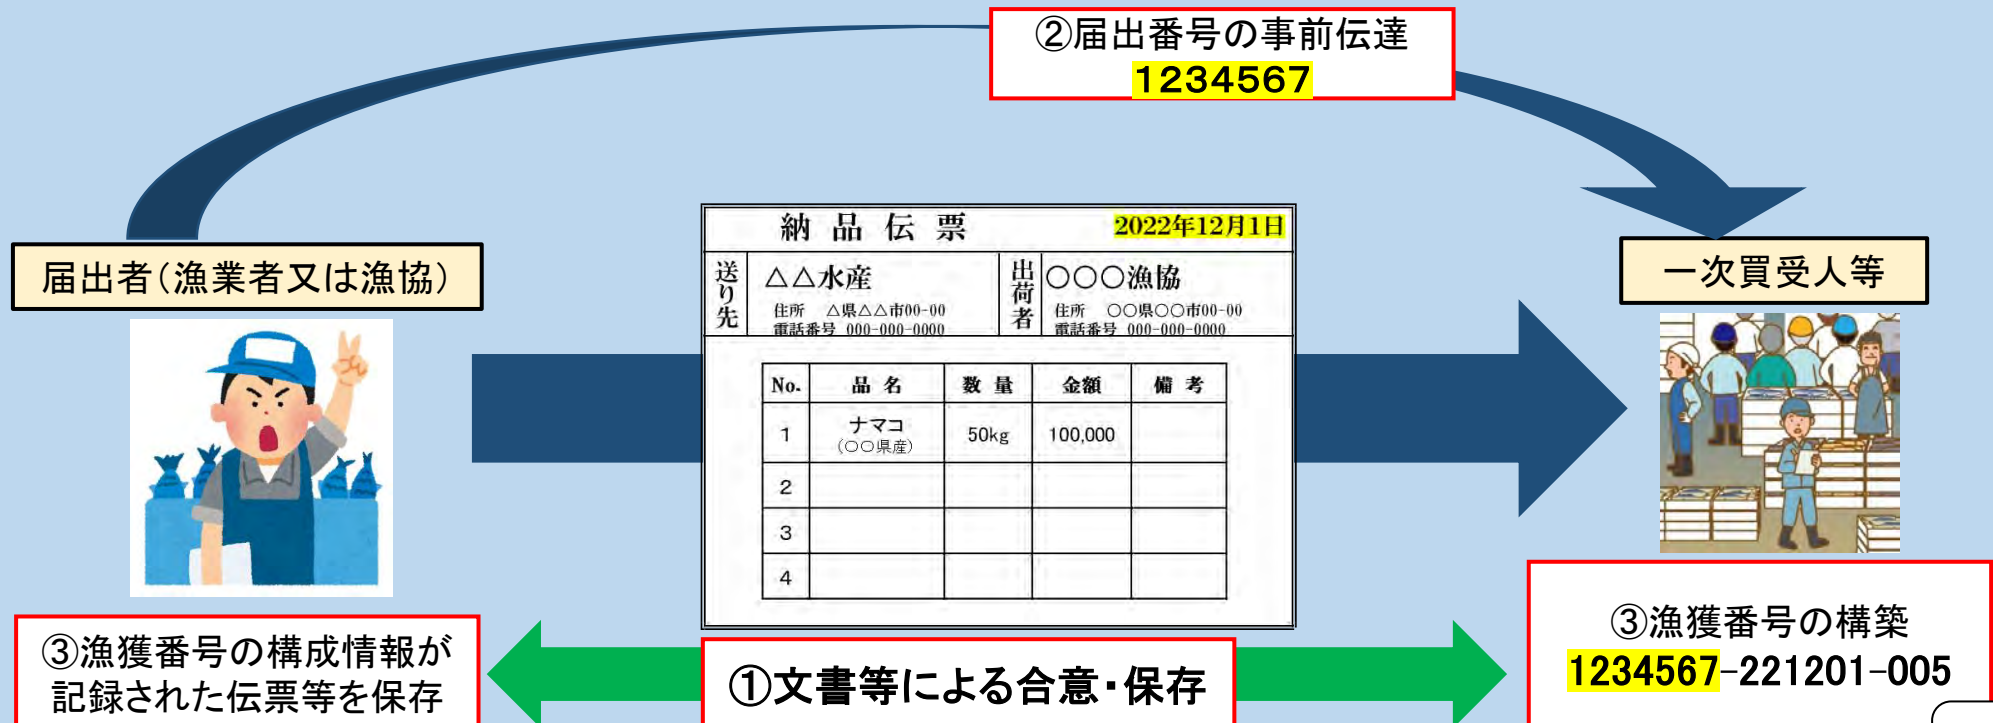 ②届出番号の事前伝達
1234567
届出者(漁業者又は漁協)
一次買受人等
納品伝票 2022年12月1日
送り先
△△水産
住所 △県△△市00-00
電話番号 000-000-0000
出荷者
○○○漁協
住所 ○○県○○市00-00
電話番号 000-000-0000
No. 品名 数量 金額 備考
1 ナマコ 50kg 100,000
(○○県産)
2
3
4
③漁獲番号の構成情報が
記録された伝票等を保存
①文書等による合意・保存
③漁獲番号の構築
1234567-221201-005